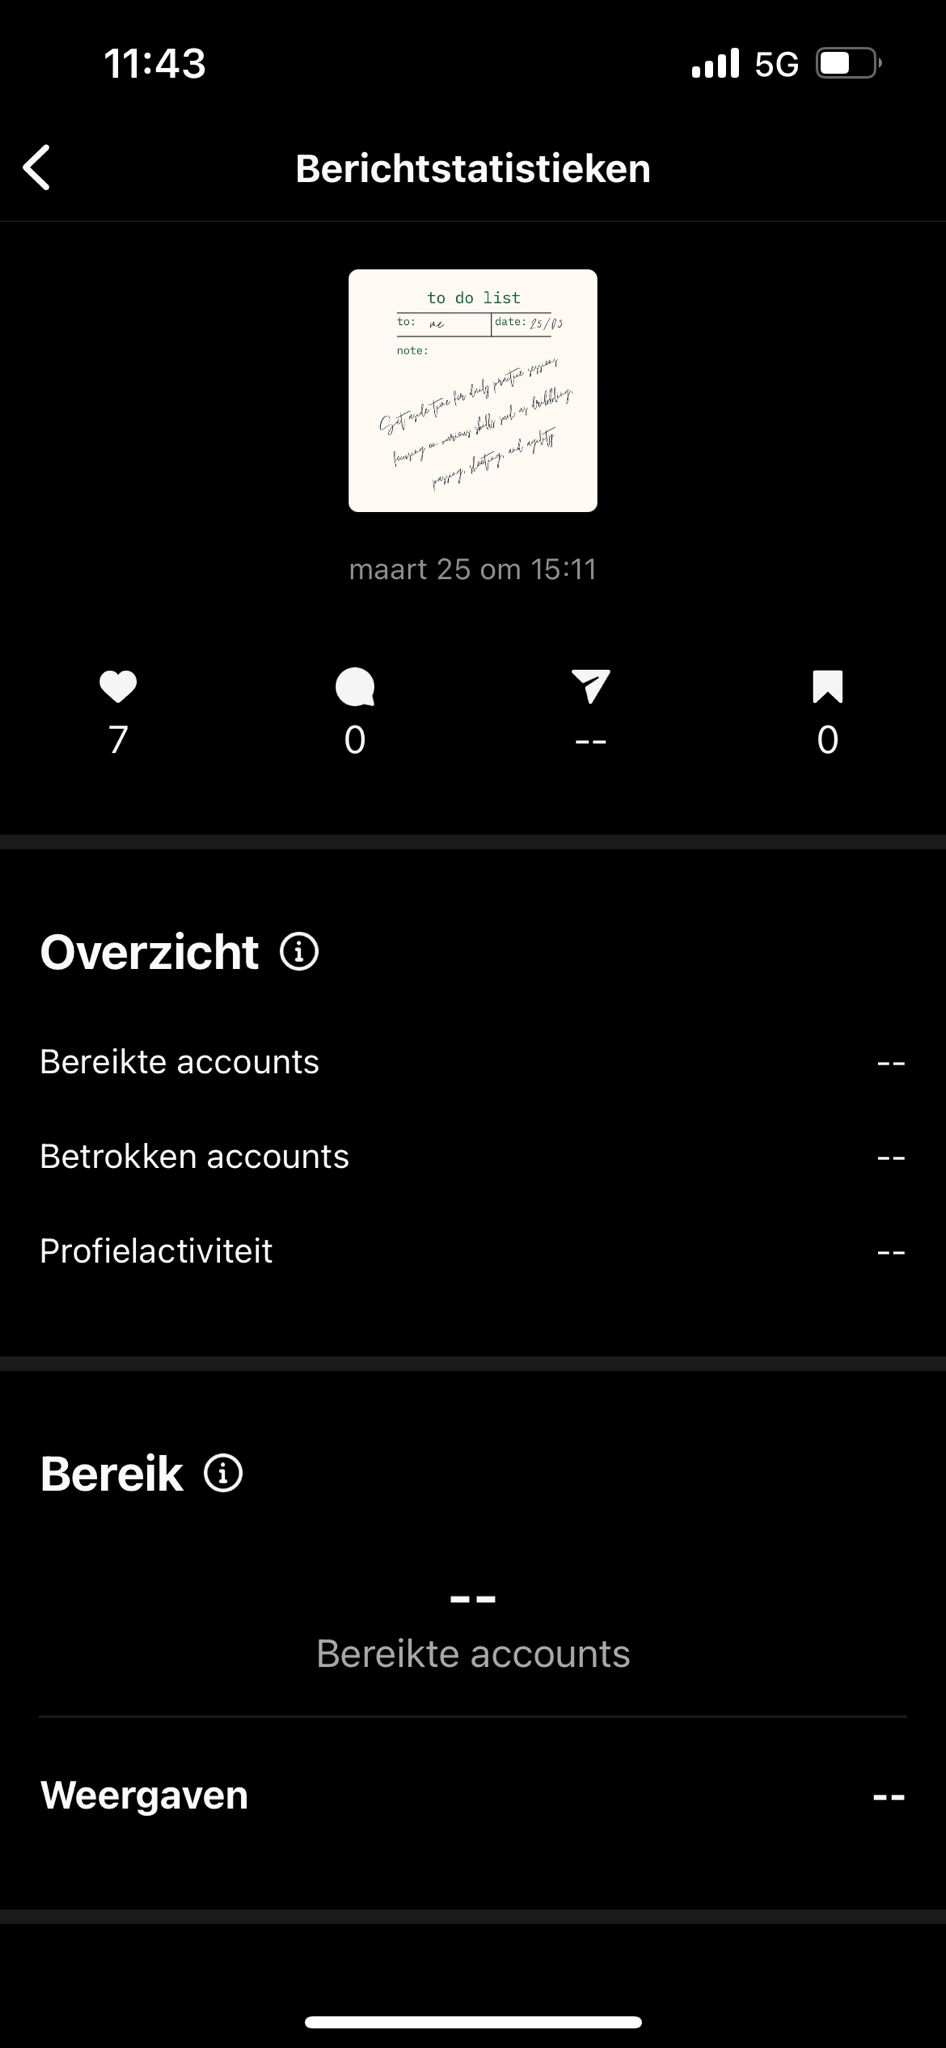 11:43
5G
Berichtstatistieken
to do list
to: me
date: 25/03
note:
Set aside time for daily practice sessions
focusing on various skills such as dribbling,
passing, shooting, and agility
maart 25 om 15:11
7
0
--
0
Overzicht
Bereikte accounts
--
Betrokken accounts
--
Profielactiviteit
--
Bereik
--
Bereikte accounts
Weergaven
--